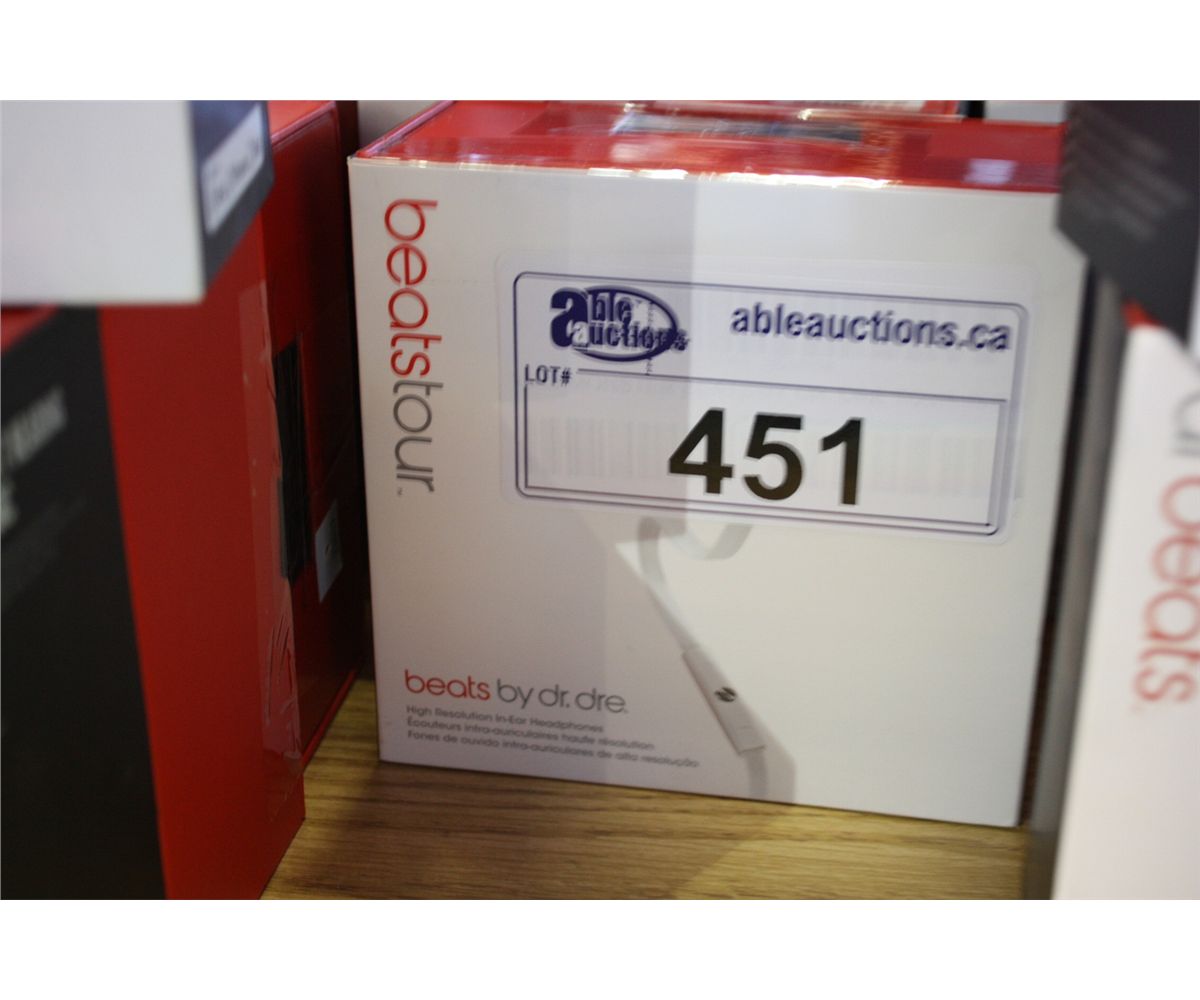 beatstour™
able auctions
ableauctions.ca
LOT#
451
beats by dr. dre.
High Resolution In-Ear Headphones
Écouteurs intra-auriculaires haute résolution
Fones de ouvido intra-auriculares de alta resolução
beats